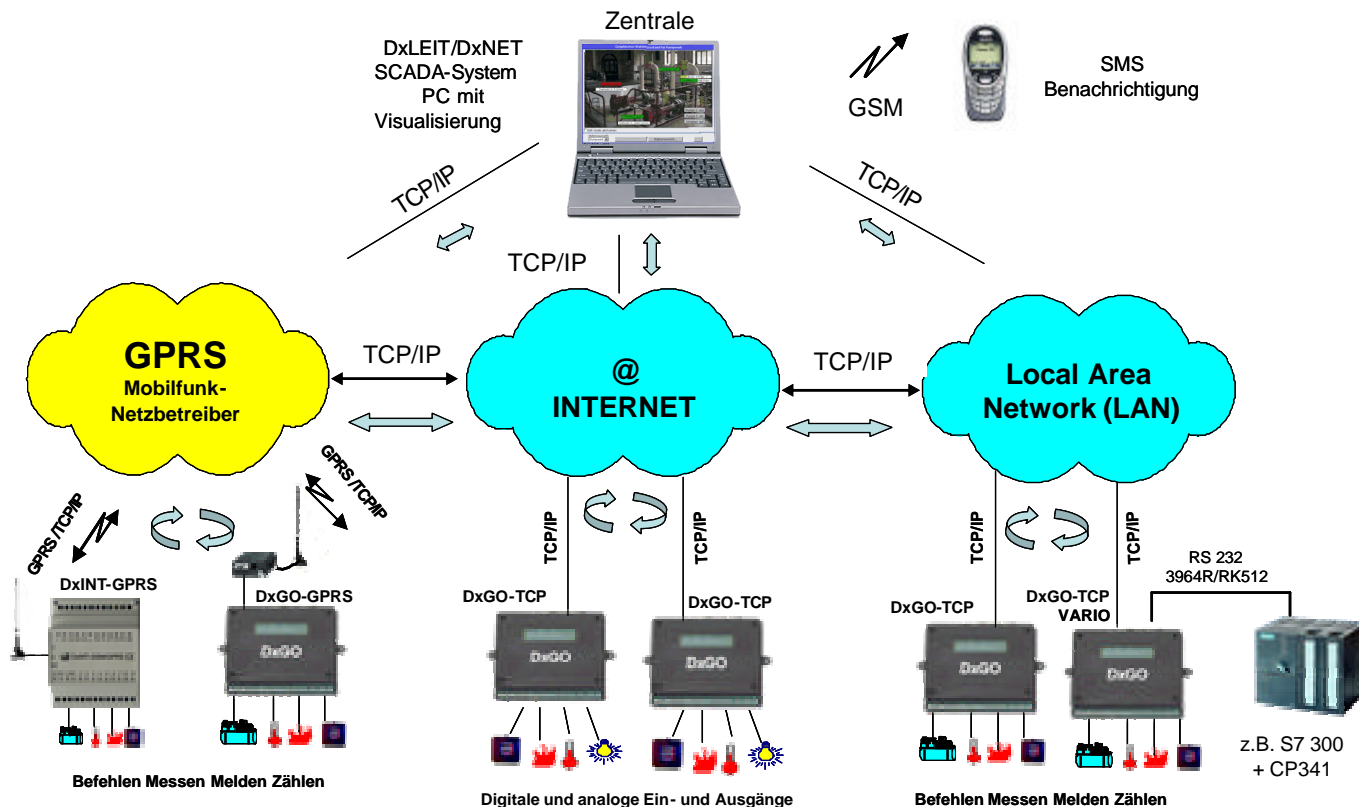 Zentrale
DxLEIT/DxNET
SCADA-System
PC mit
Visualisierung
GSM
SMS
Benachrichtigung
TCP/IP
TCP/IP
TCP/IP
GPRS
Mobilfunk-
Netzbetreiber
TCP/IP
@
INTERNET
TCP/IP
Local Area
Network (LAN)
GPRS /TCP/IP
GPRS /TCP/IP
TCP/IP
TCP/IP
TCP/IP
TCP/IP
RS 232
3964R/RK512
DxINT-GPRS
DxGO-GPRS
DxGO-TCP
DxGO-TCP
DxGO-TCP
DxGO-TCP
VARIO
DxGO
DxGO
DxGO
DxGO
DxGO
z.B. S7 300
+ CP341
Befehlen Messen Melden Zählen
Digitale und analoge Ein- und Ausgänge
Befehlen Messen Melden Zählen